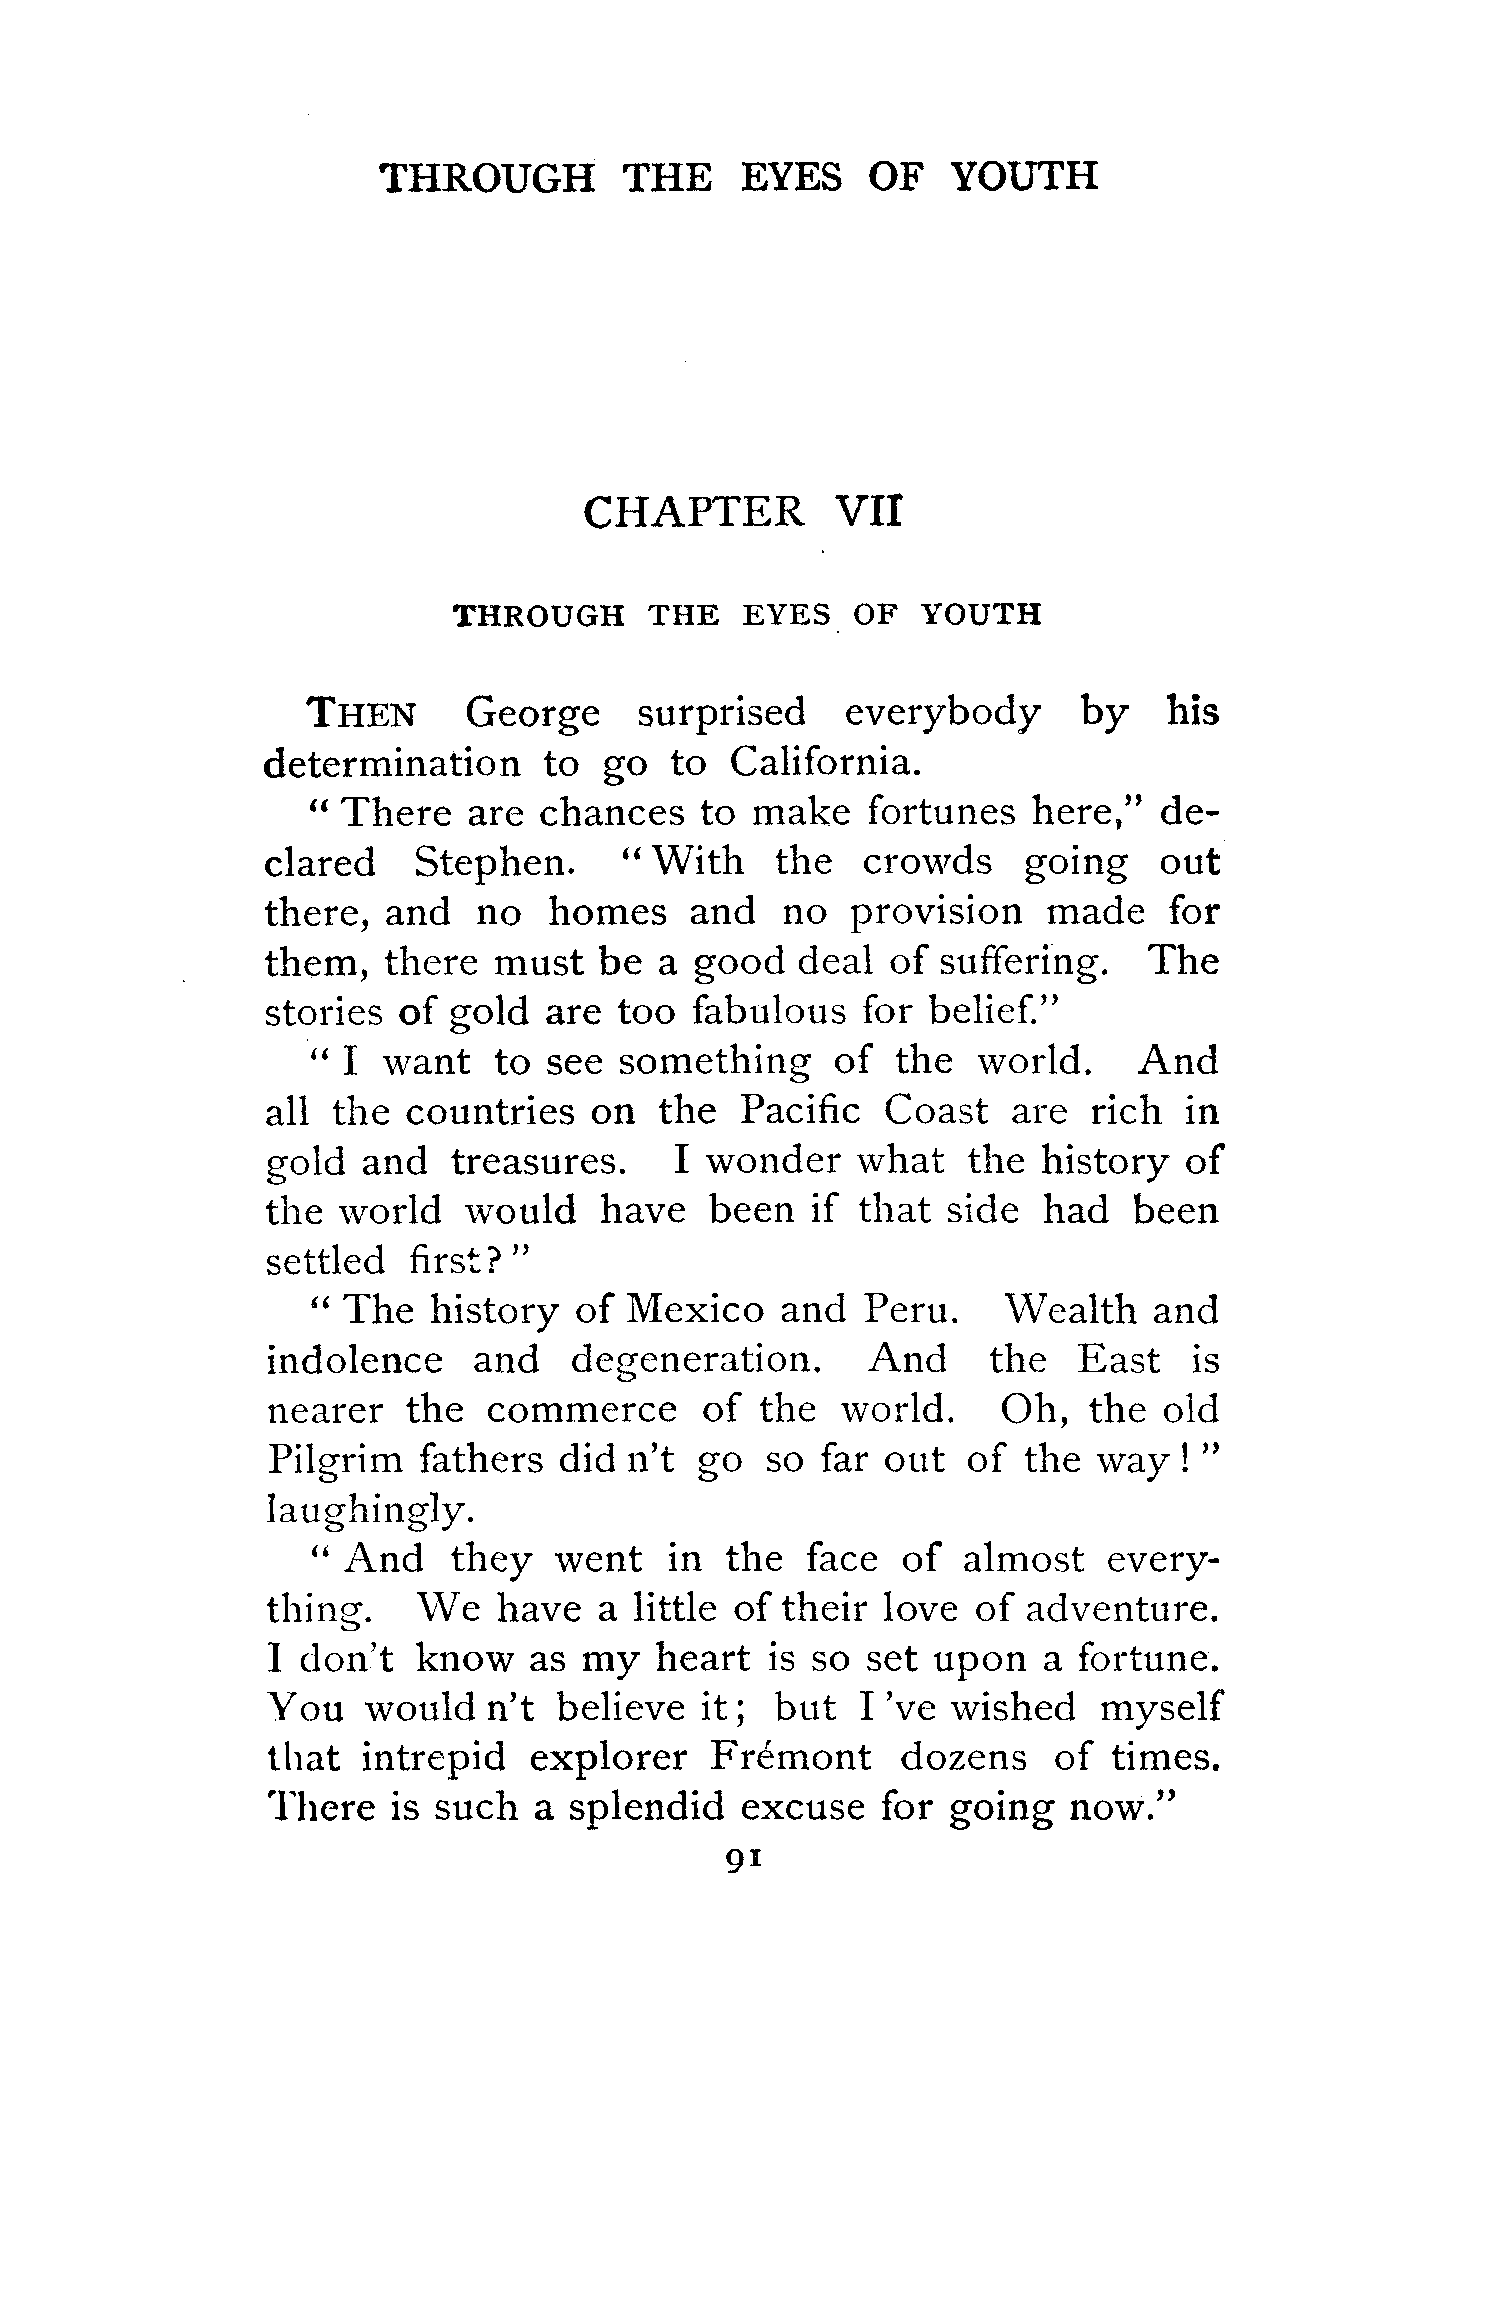 THROUGH THE EYES OF YOUTH
CHAPTER VII
THROUGH THE EYES OF YOUTH
THEN George surprised everybody by his
determination to go to California.
" There are chances to make fortunes here," de-
clared Stephen. " With the crowds going out
there, and no homes and no provision made for
them, there must be a good deal of suffering. The
stories of gold are too fabulous for belief."
" I want to see something of the world. And
all the countries on the Pacific Coast are rich in
gold and treasures. I wonder what the history of
the world would have been if that side had been
settled first? "
" The history of Mexico and Peru. Wealth and
indolence and degeneration. And the East is
nearer the commerce of the world. Oh, the old
Pilgrim fathers did n't go so far out of the way ! "
laughingly.
" And they went in the face of almost every-
thing. We have a little of their love of adventure.
I don't know as my heart is so set upon a fortune.
You would n't believe it ; but I 've wished myself
that intrepid explorer Frémont dozens of times.
There is such a splendid excuse for going now."
91